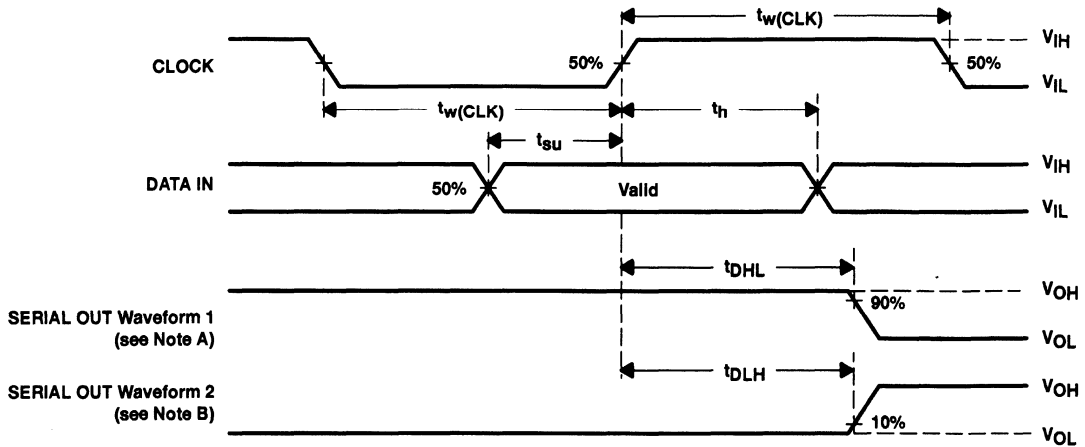 tw(CLK)
CLOCK
50%
50%
VIH
VIL
tw(CLK)
th
tsu
DATA IN
50%
Valid
VIH
VIL
tDHL
SERIAL OUT Waveform 1
(see Note A)
90%
VOH
VOL
tDLH
SERIAL OUT Waveform 2
(see Note B)
10%
VOH
VOL